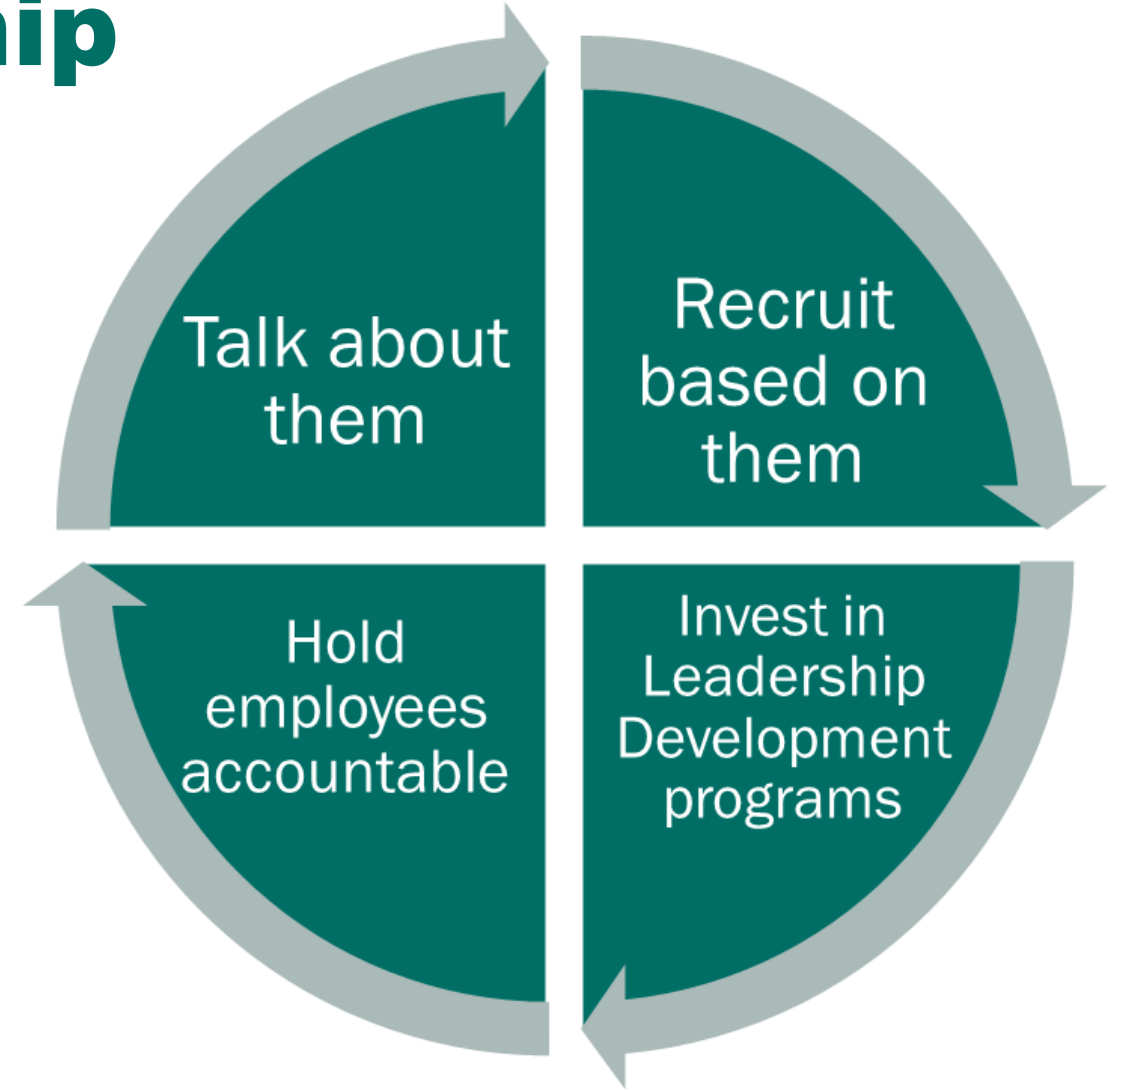 hip
Talk about
them
Recruit
based on
them
Invest in
Leadership
Development
programs
Hold
employees
accountable